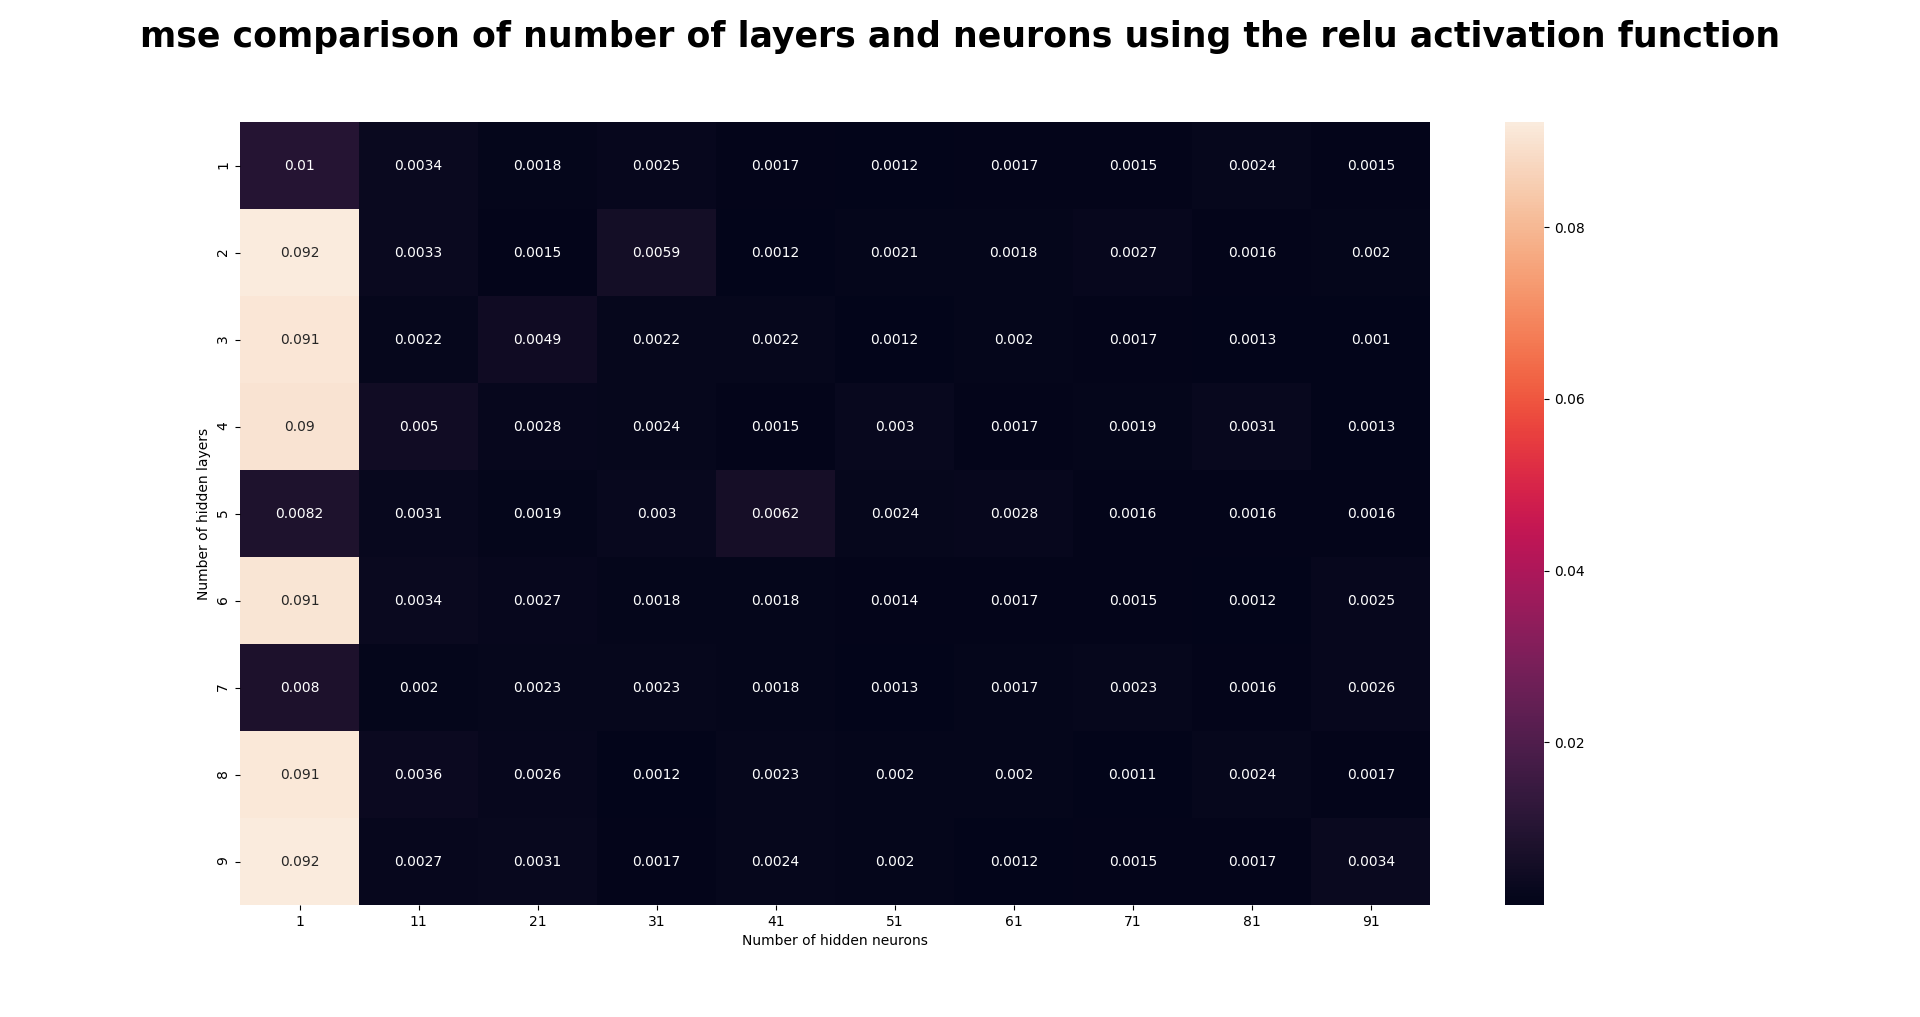 mse comparison of number of layers and neurons using the relu activation function
Number of hidden layers
1 0.01 0.0034 0.0018 0.0025 0.0017 0.0012 0.0017 0.0015 0.0024 0.0015
2 0.092 0.0033 0.0015 0.0059 0.0012 0.0021 0.0018 0.0027 0.0016 0.002
3 0.091 0.0022 0.0049 0.0022 0.0022 0.0012 0.002 0.0017 0.0013 0.001
4 0.09 0.005 0.0028 0.0024 0.0015 0.003 0.0017 0.0019 0.0031 0.0013
5 0.0082 0.0031 0.0019 0.003 0.0062 0.0024 0.0028 0.0016 0.0016 0.0016
6 0.091 0.0034 0.0027 0.0018 0.0018 0.0014 0.0017 0.0015 0.0012 0.0025
7 0.008 0.002 0.0023 0.0023 0.0018 0.0013 0.0017 0.0023 0.0016 0.0026
8 0.091 0.0036 0.0026 0.0012 0.0023 0.002 0.002 0.0011 0.0024 0.0017
9 0.092 0.0027 0.0031 0.0017 0.0024 0.002 0.0012 0.0015 0.0017 0.0034
1 11 21 31 41 51 61 71 81 91
Number of hidden neurons
0.08
0.06
0.04
0.02